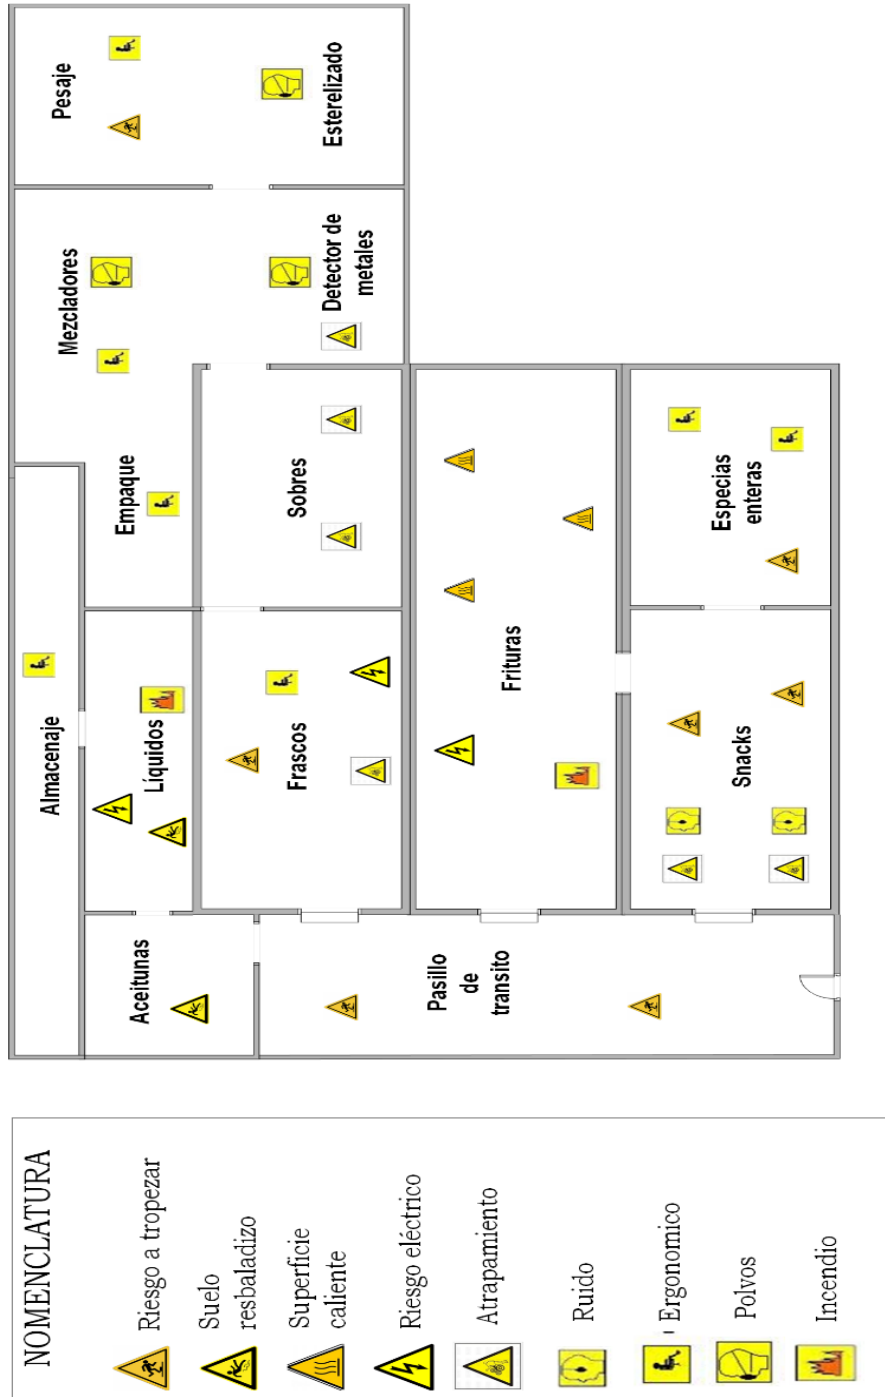 Pesaje
Esterelizado
Mezcladores
Detector de
metales
Empaque
Sobres
Especias
enteras
Almacenaje
Líquidos
Frascos
Frituras
Snacks
Aceitunas
Pasillo
de
transito
NOMENCLATURA
Riesgo a tropezar
Suelo
resbaladizo
Superficie
caliente
Riesgo eléctrico
Atrapamiento
Ruido
Ergonomico
Polvos
Incendio